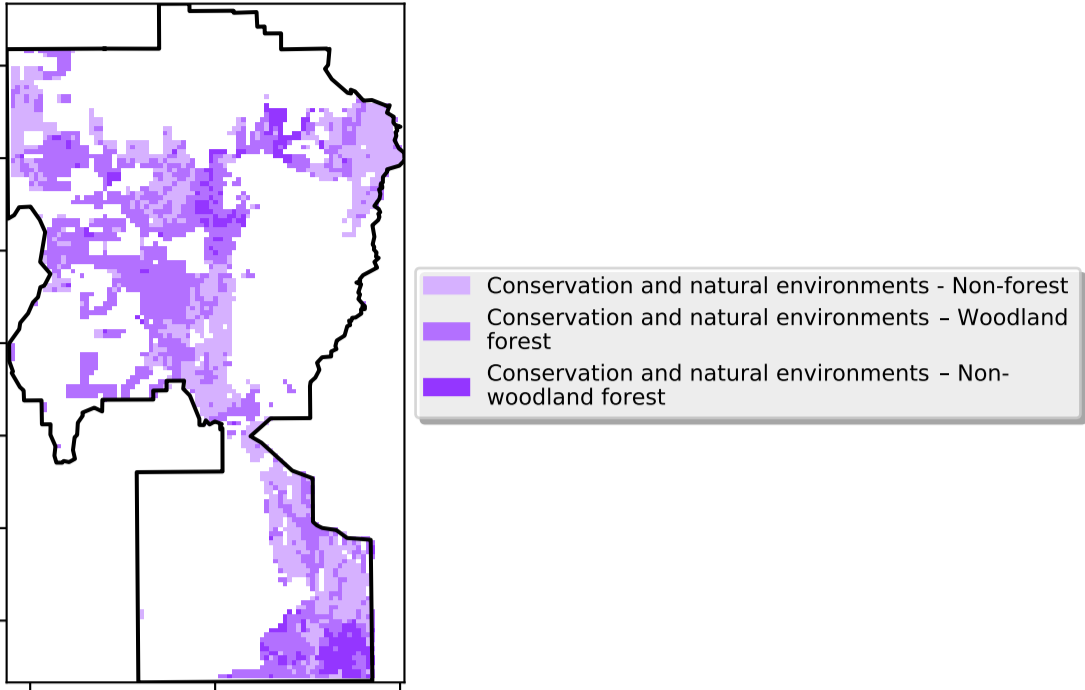 Conservation and natural environments - Non-forest
Conservation and natural environments – Woodland
forest
Conservation and natural environments – Non-
woodland forest